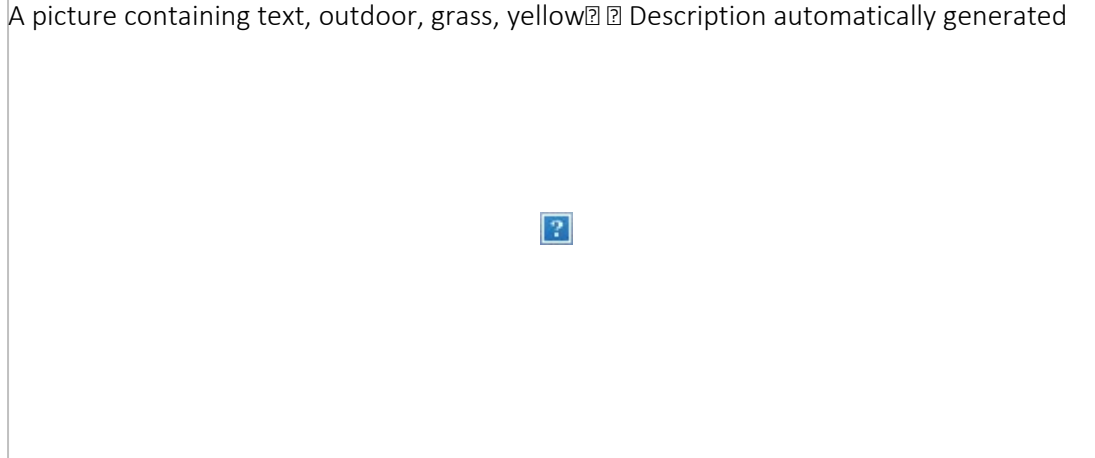 A picture containing text, outdoor, grass, yellow⍰ ⍰ Description automatically generated
?